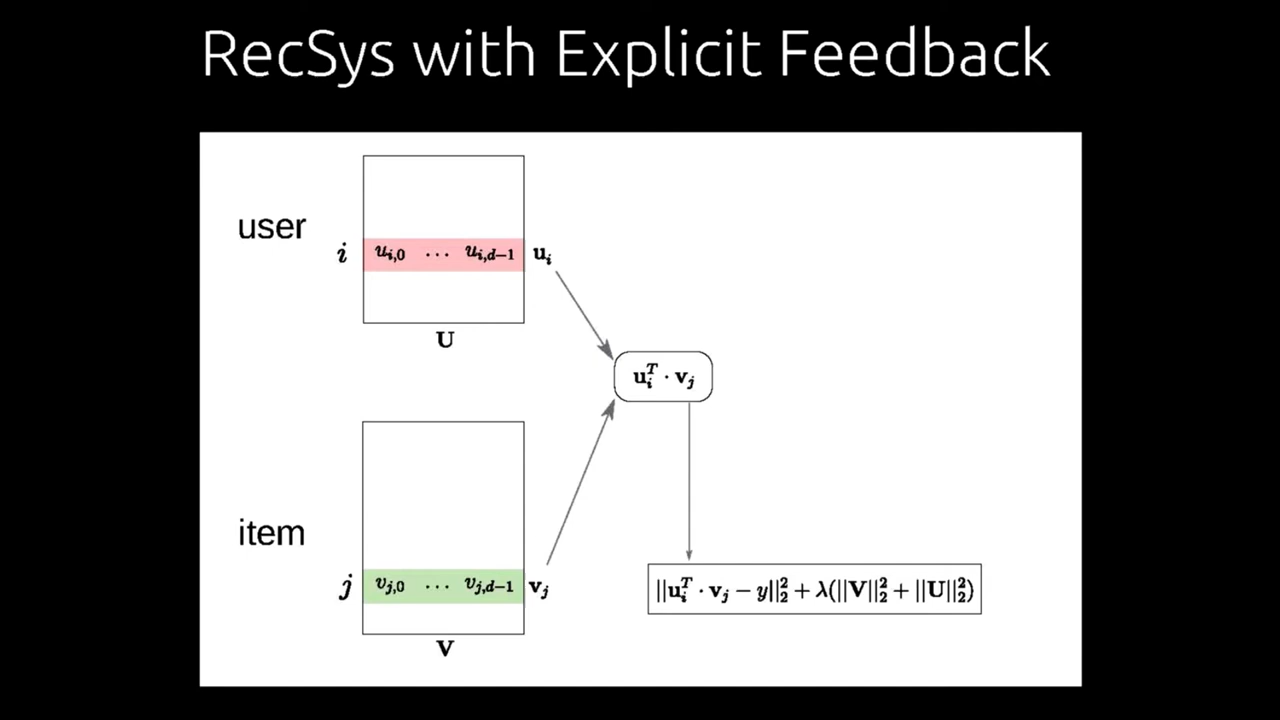 RecSys with Explicit Feedback
user
i
u_{i,0} ··· u_{i,d−1}
𝐮_i
𝐔
𝐮_i^T · 𝐯_j
item
j
v_{j,0} ··· v_{j,d−1}
𝐯_j
||𝐮_i^T · 𝐯_j − y||_2^2 + λ(||𝐕||_2^2 + ||𝐔||_2^2)
𝐕